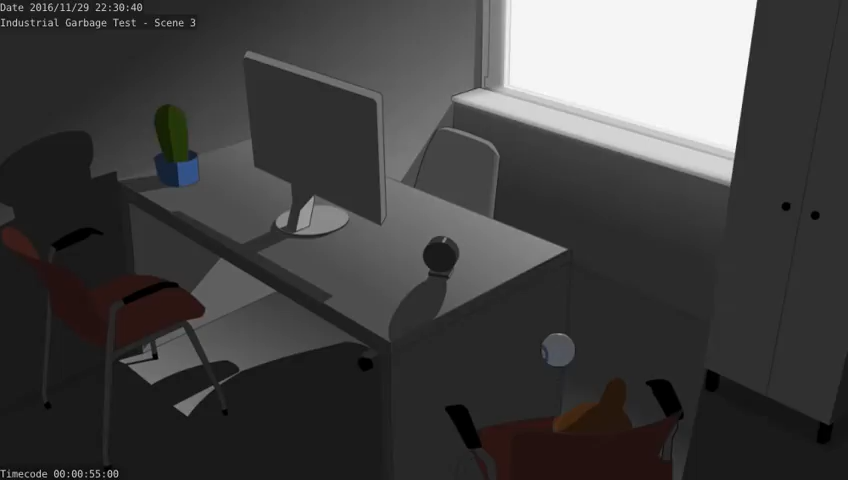 Date 2016/11/29 22:30:40
Industrial Garbage Test - Scene 3
Timecode 00:00:55:00